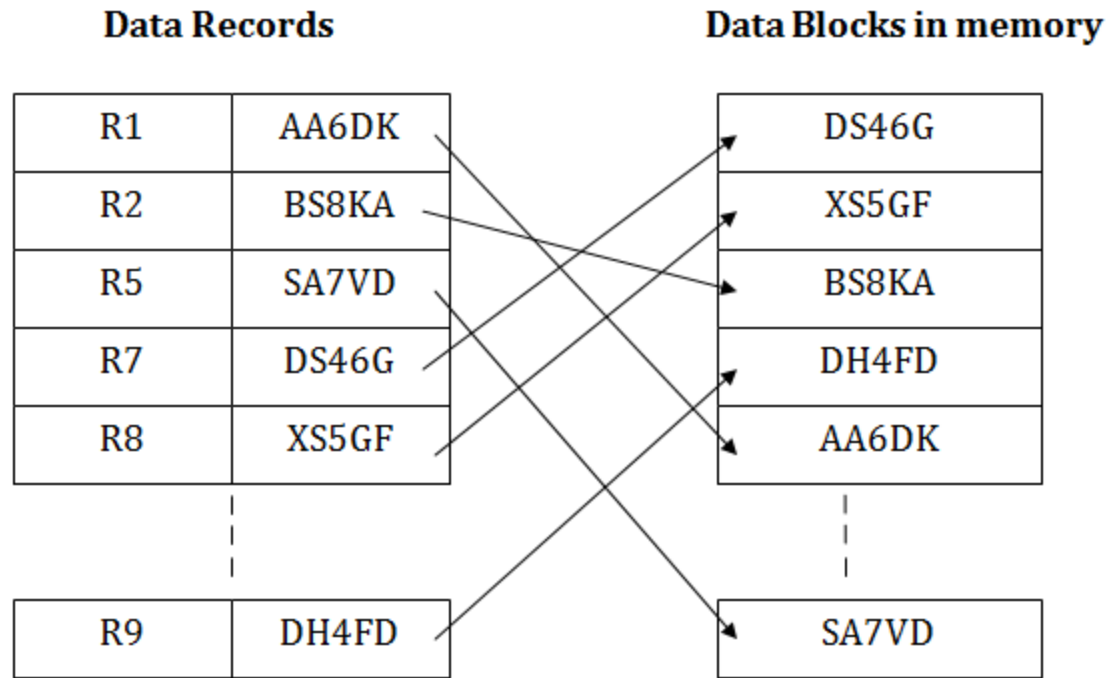 Data Records Data Blocks in memory
R1 AA6DK DS46G
R2 BS8KA XS5GF
R5 SA7VD BS8KA
R7 DS46G DH4FD
R8 XS5GF AA6DK
R9 DH4FD SA7VD